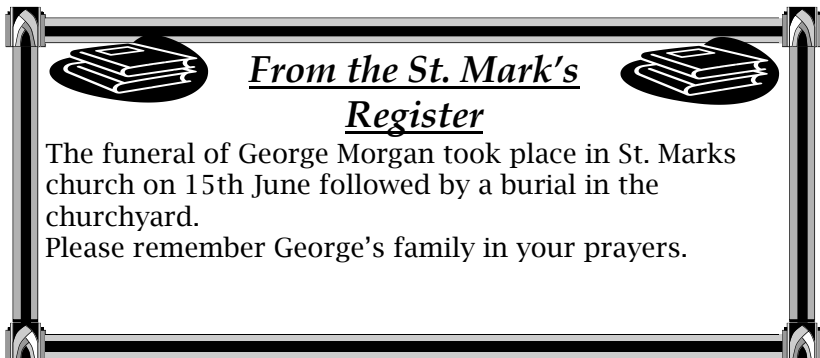 From the St. Mark's
Register
The funeral of George Morgan took place in St. Marks
church on 15th June followed by a burial in the
churchyard.
Please remember George's family in your prayers.